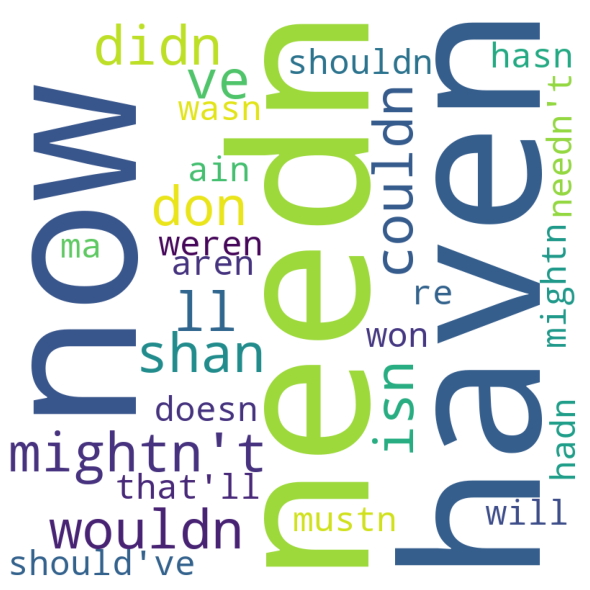 didn
ve
wasn
shouldn
hasn
now
needn
haven
couldn
needn't
ain
don
ma
weren
aren
mightn
re
ll
shan
won
isn
doesn
hadn
mightn't
that'll
wouldn
mustn
will
should've